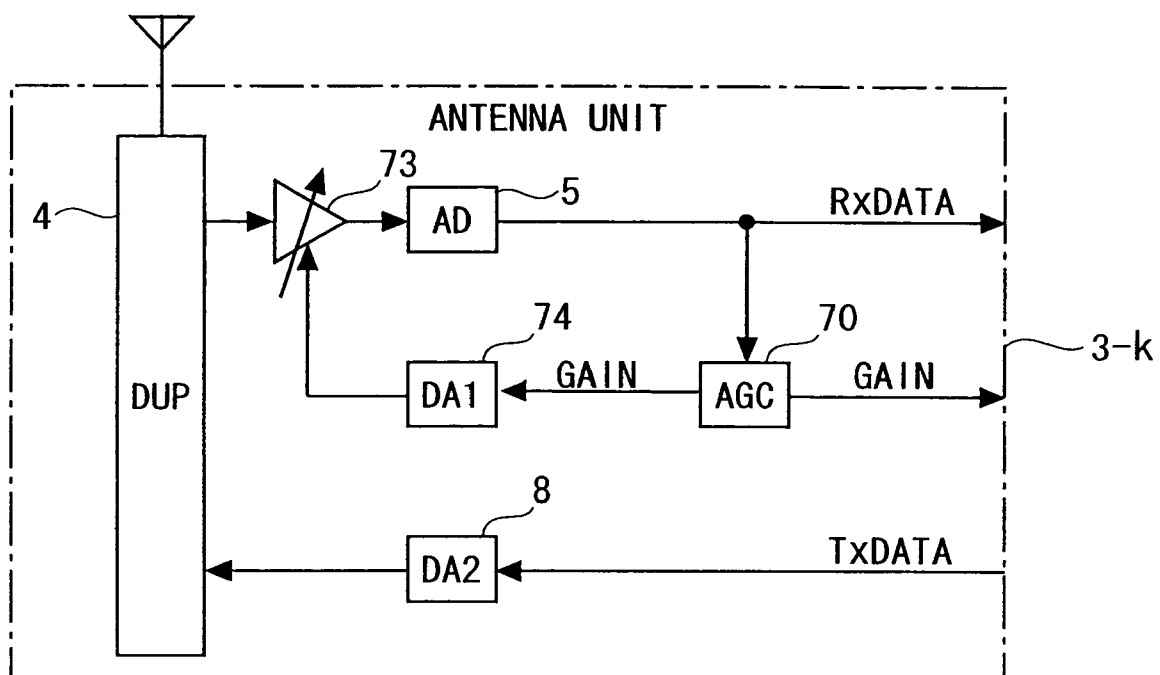 ANTENNA UNIT
73
5
4
AD
RxDATA
74
70
3-k
DUP
DA1
GAIN
AGC
GAIN
8
DA2
TxDATA